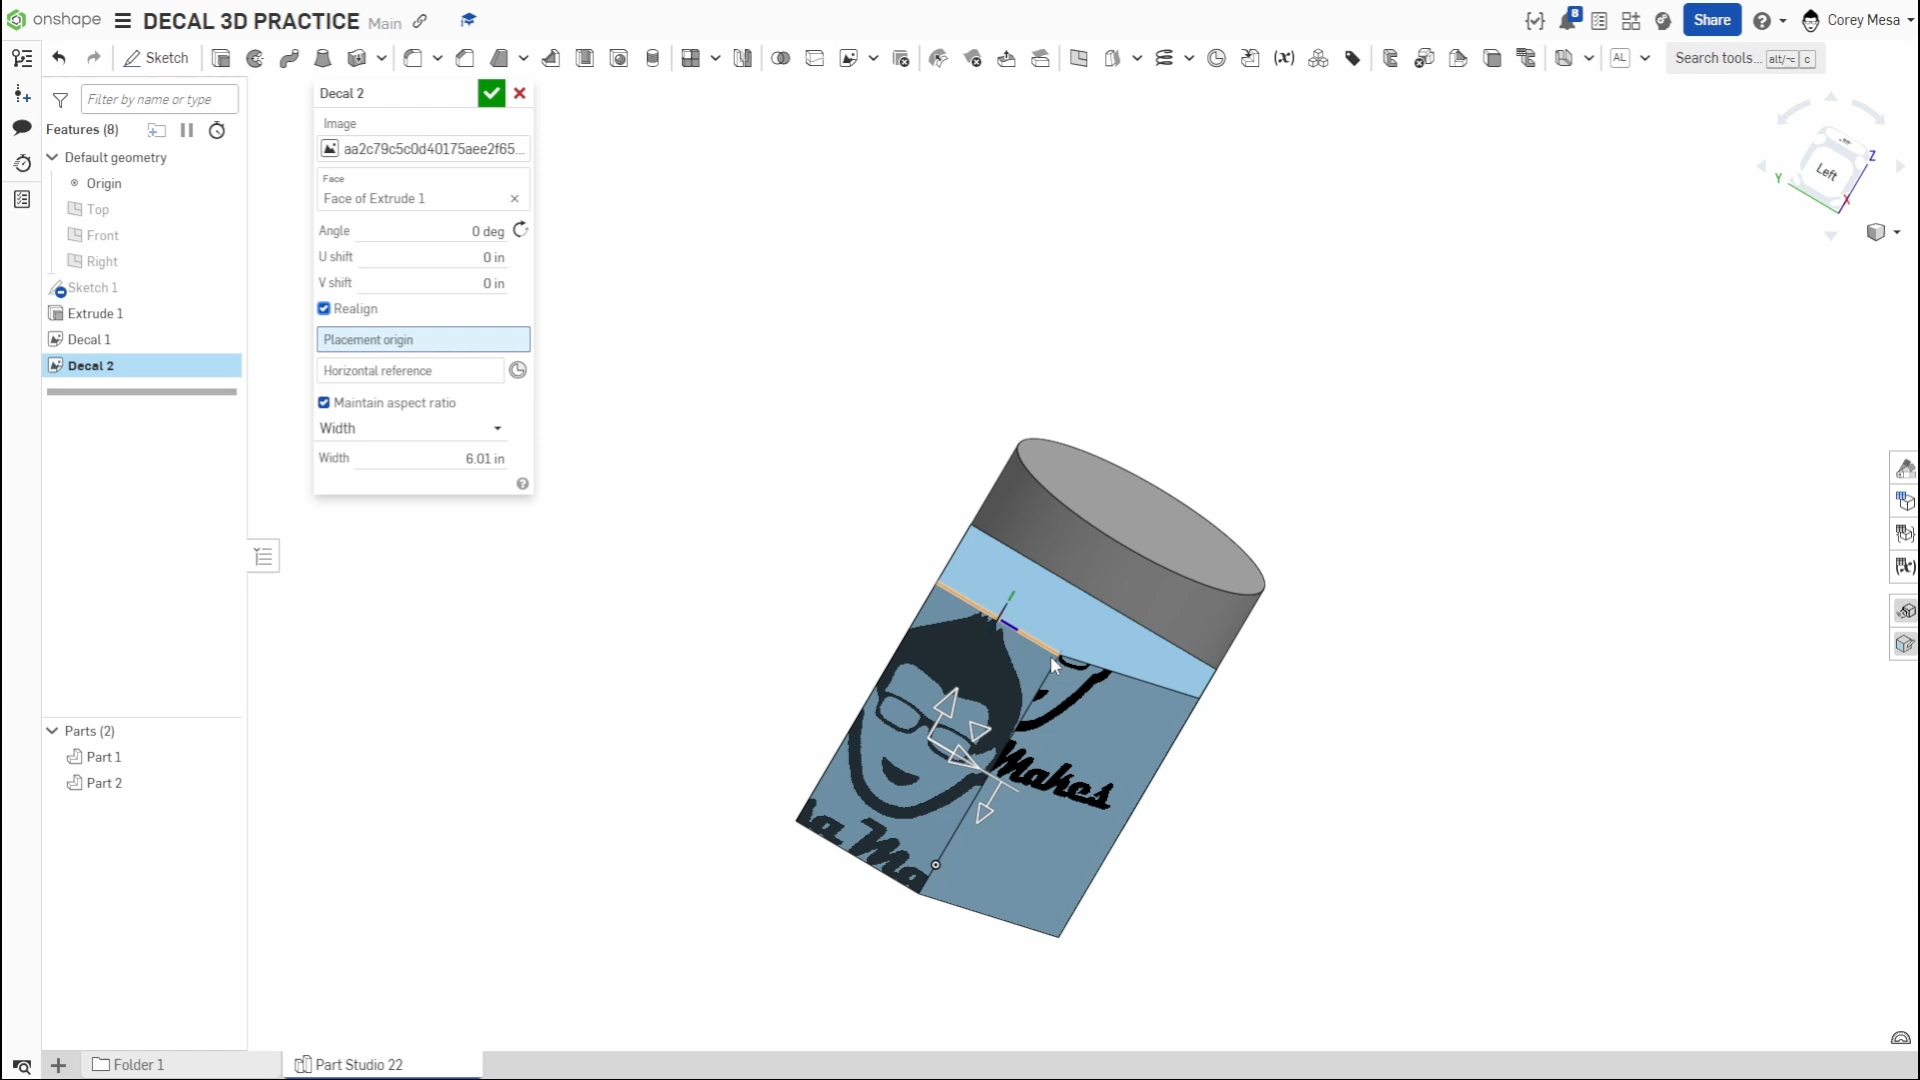 onshape
DECAL 3D PRACTICE Main
8
Share
Corey Mesa
Sketch
AL
Search tools... alt/⌥ c
Filter by name or type
Features (8)
Default geometry
Origin
Top
Front
Right
Sketch 1
Extrude 1
Decal 1
Decal 2
Decal 2
Image
aa2c79c5c0d40175aee2f65...
Face
Face of Extrude 1
Angle 0 deg
U shift 0 in
V shift 0 in
Realign
Placement origin
Horizontal reference
Maintain aspect ratio
Width
Width 6.01 in
Left
Z
Y
X
Makes
a Ma
Parts (2)
Part 1
Part 2
Folder 1
Part Studio 22